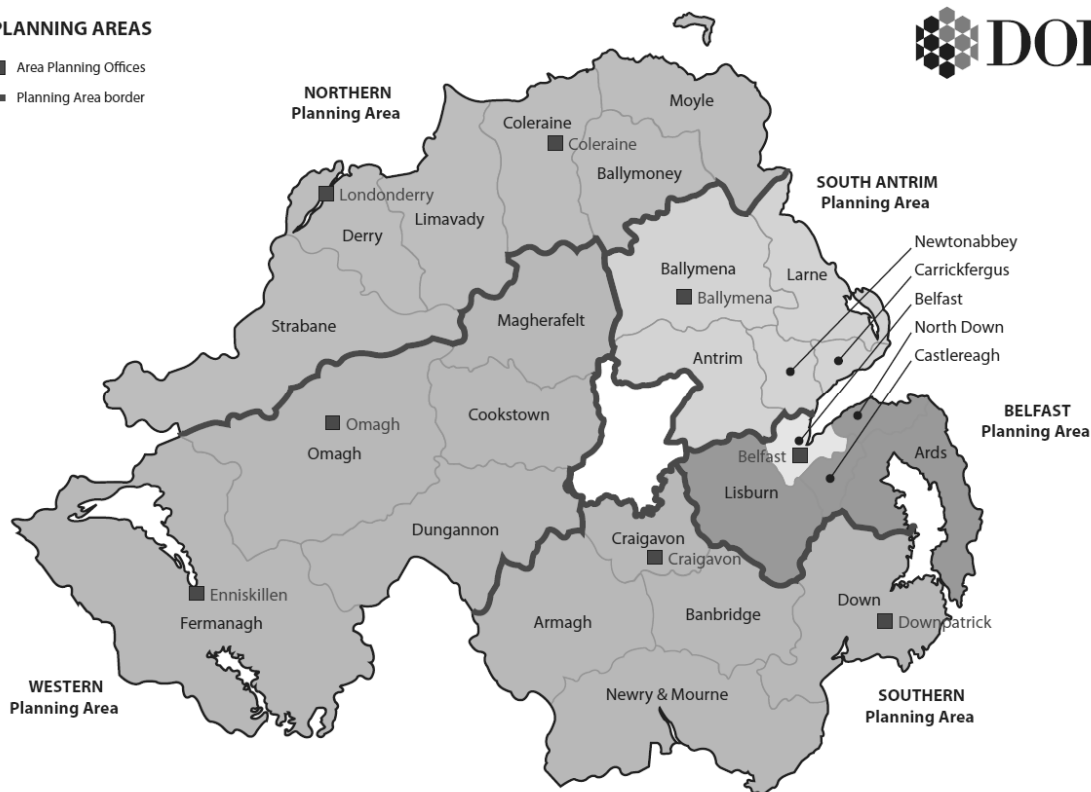 PLANNING AREAS
Area Planning Offices
Planning Area border
NORTHERN
Planning Area
Moyle
Coleraine
Coleraine
Ballymoney
Londonderry
Limavady
Derry
SOUTH ANTRIM
Planning Area
Newtonabbey
Carrickfergus
Belfast
North Down
Castlereagh
Ballymena
Ballymena
Larne
Strabane
Magherafelt
Antrim
Cookstown
Omagh
Omagh
BELFAST
Planning Area
Belfast
Ards
Lisburn
Dungannon
Craigavon
Craigavon
Enniskillen
Fermanagh
Armagh
Banbridge
Down
Downpatrick
WESTERN
Planning Area
Newry & Mourne
SOUTHERN
Planning Area